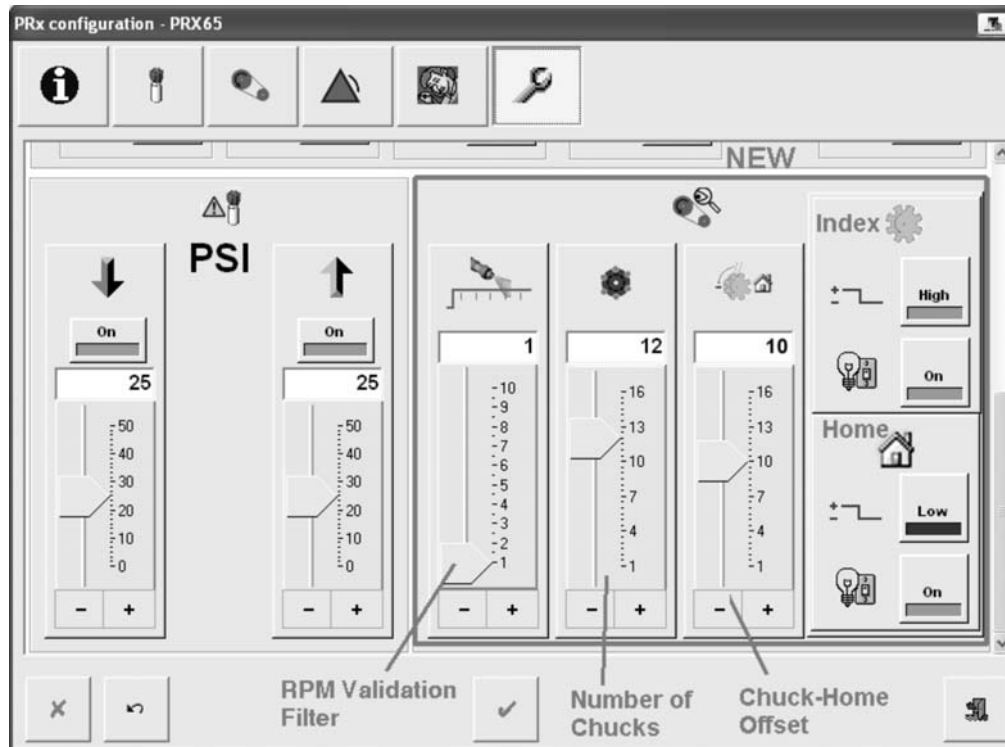 PRx configuration - PRX65
NEW
PSI
On
25
50
40
30
20
10
0
- +
On
25
50
40
30
20
10
0
- +
1
10
9
8
7
6
5
4
3
2
1
- +
12
16
13
10
7
4
1
- +
10
16
13
10
7
4
1
- +
Index
High
On
Home
Low
On
RPM Validation
Filter
Number of
Chucks
Chuck-Home
Offset